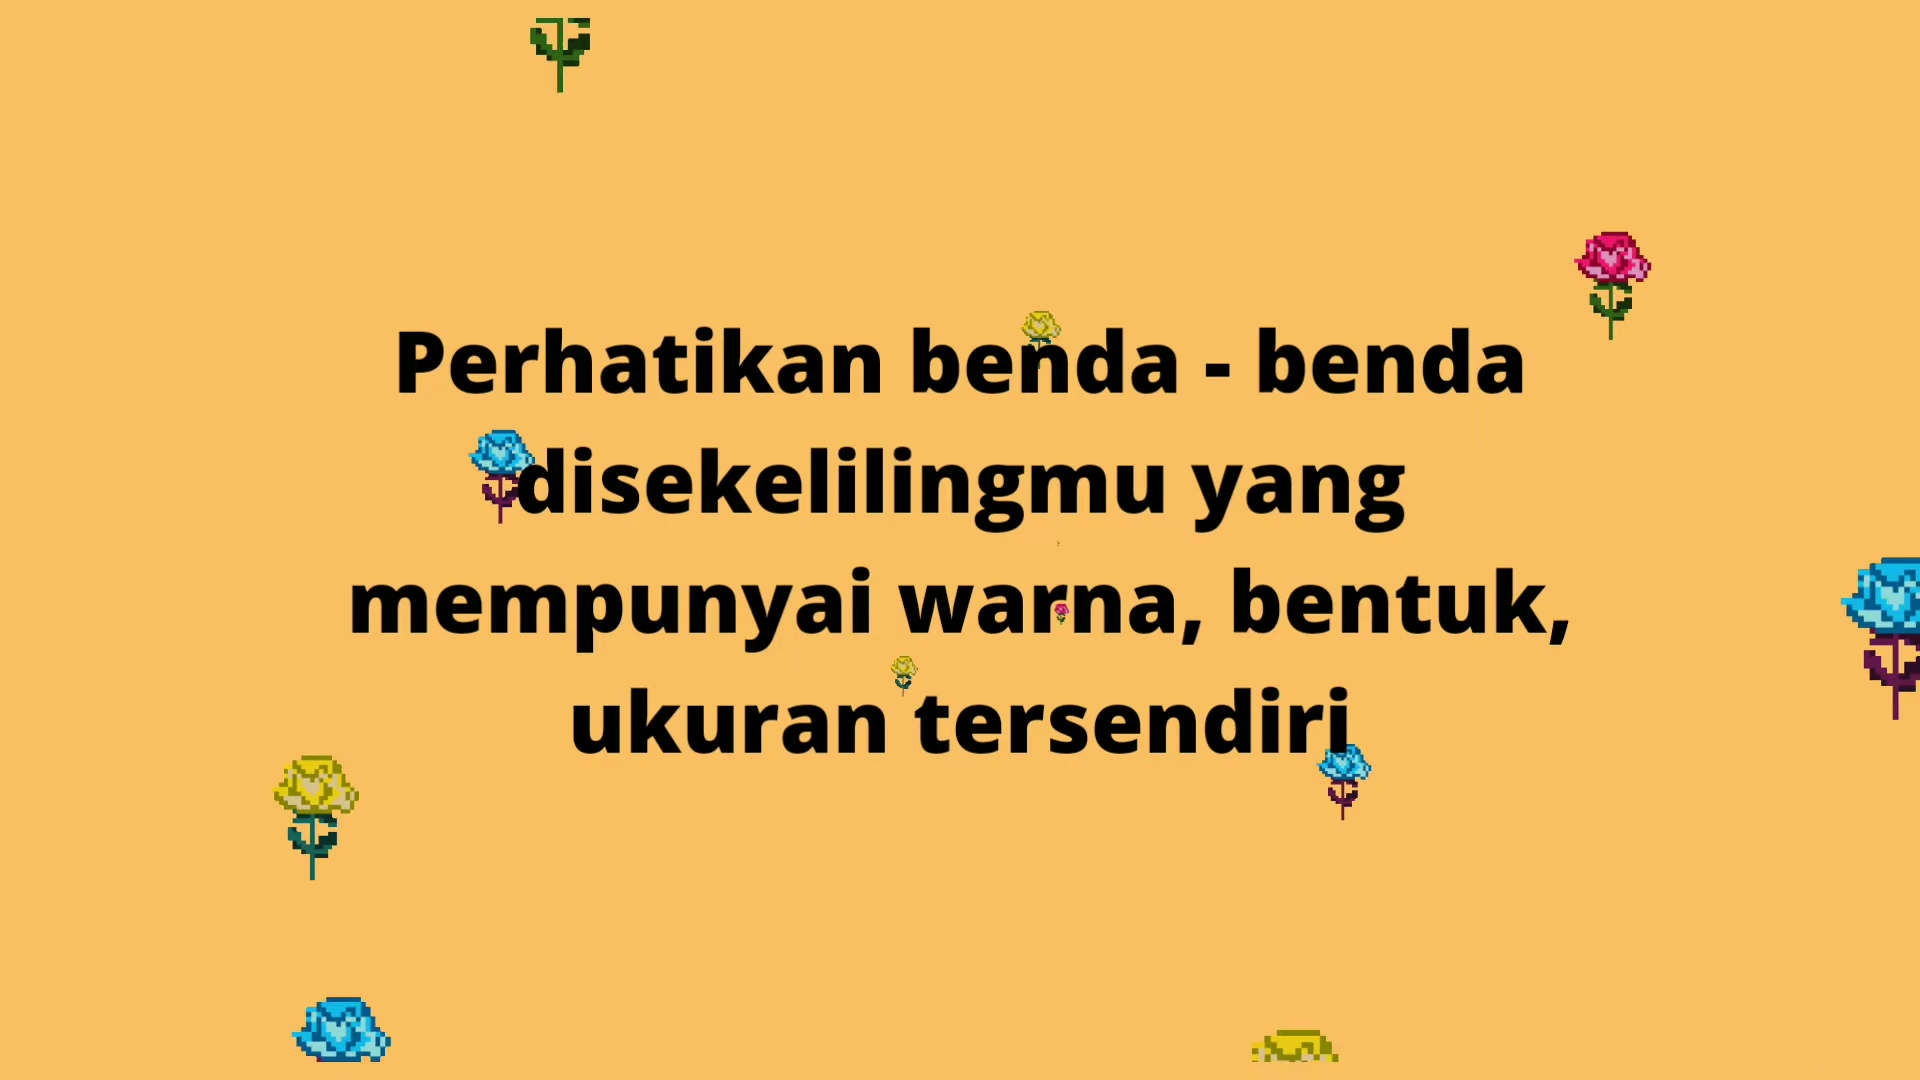 Perhatikan benda - benda
disekelilingmu yang
mempunyai warna, bentuk,
ukuran tersendiri